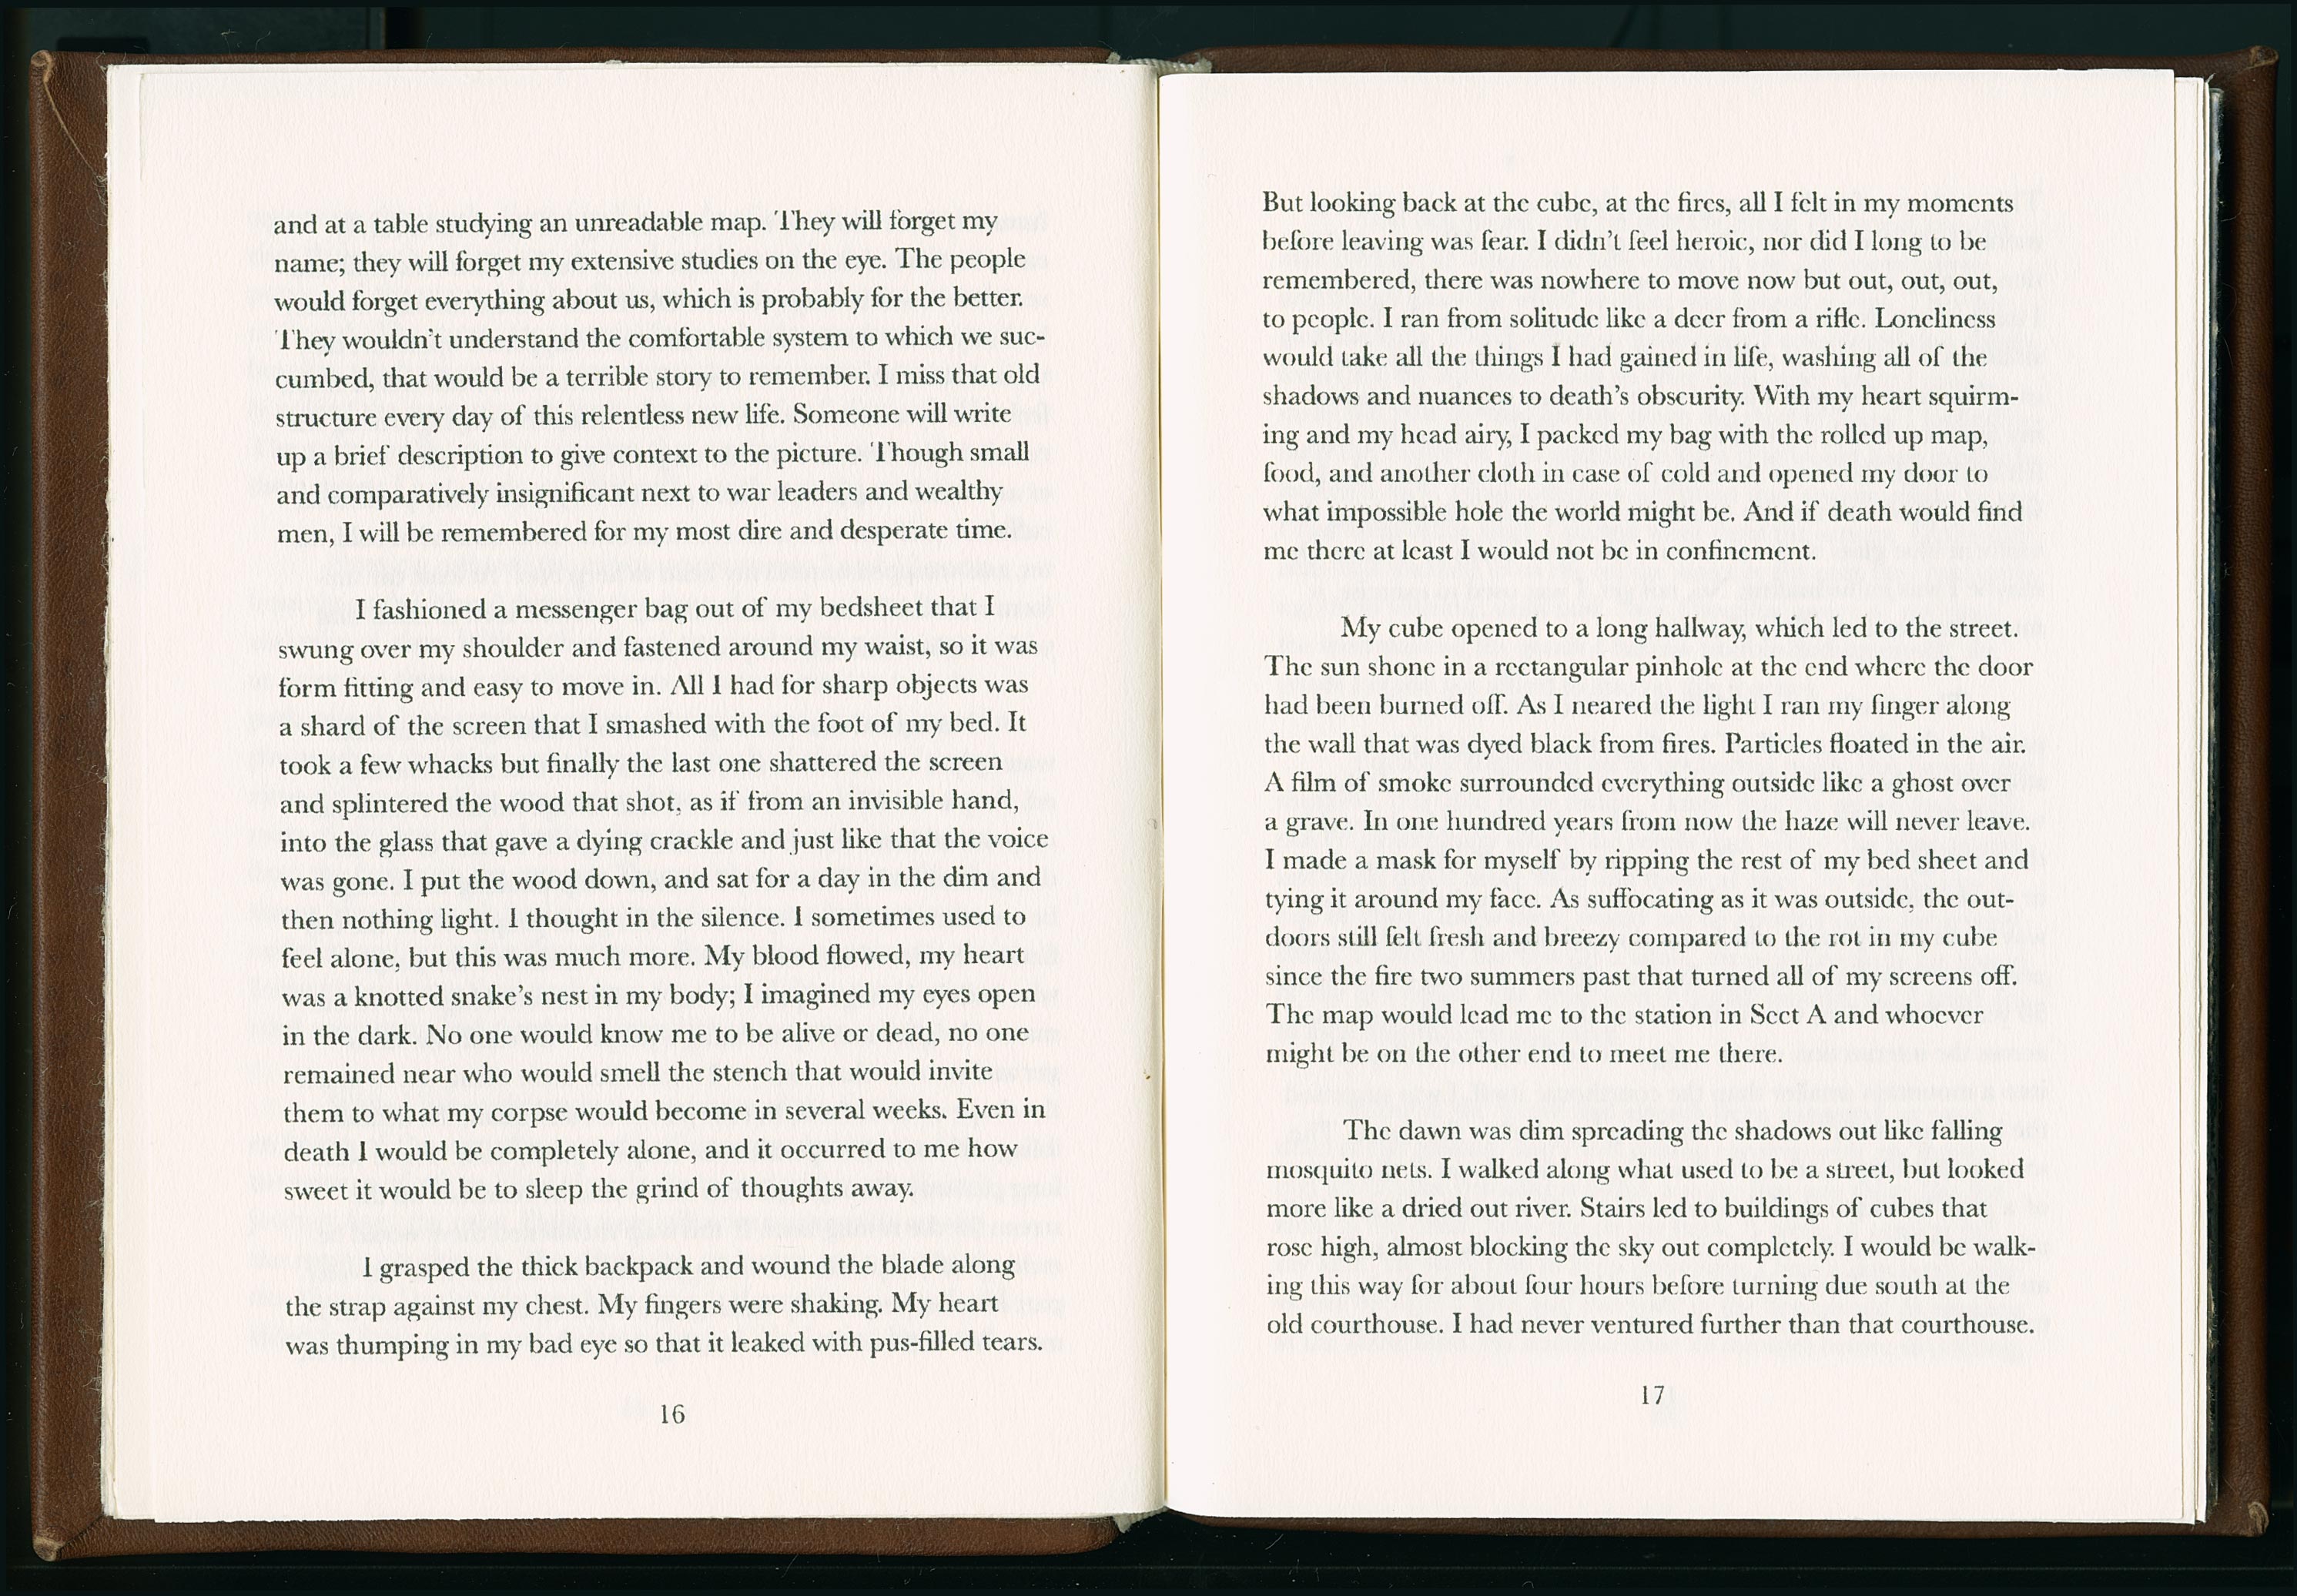 and at a table studying an unreadable map. They will forget my
name; they will forget my extensive studies on the eye. The people
would forget everything about us, which is probably for the better.
They wouldn't understand the comfortable system to which we suc-
cumbed, that would be a terrible story to remember. I miss that old
structure every day of this relentless new life. Someone will write
up a brief description to give context to the picture. Though small
and comparatively insignificant next to war leaders and wealthy
men, I will be remembered for my most dire and desperate time.
I fashioned a messenger bag out of my bedsheet that I
swung over my shoulder and fastened around my waist, so it was
form fitting and easy to move in. All I had for sharp objects was
a shard of the screen that I smashed with the foot of my bed. It
took a few whacks but finally the last one shattered the screen
and splintered the wood that shot, as if from an invisible hand,
into the glass that gave a dying crackle and just like that the voice
was gone. I put the wood down, and sat for a day in the dim and
then nothing light. I thought in the silence. I sometimes used to
feel alone, but this was much more. My blood flowed, my heart
was a knotted snake's nest in my body; I imagined my eyes open
in the dark. No one would know me to be alive or dead, no one
remained near who would smell the stench that would invite
them to what my corpse would become in several weeks. Even in
death I would be completely alone, and it occurred to me how
sweet it would be to sleep the grind of thoughts away.
I grasped the thick backpack and wound the blade along
the strap against my chest. My fingers were shaking. My heart
was thumping in my bad eye so that it leaked with pus-filled tears.
16
But looking back at the cube, at the fires, all I felt in my moments
before leaving was fear. I didn't feel heroic, nor did I long to be
remembered, there was nowhere to move now but out, out, out,
to people. I ran from solitude like a deer from a rifle. Loneliness
would take all the things I had gained in life, washing all of the
shadows and nuances to death's obscurity. With my heart squirm-
ing and my head airy, I packed my bag with the rolled up map,
food, and another cloth in case of cold and opened my door to
what impossible hole the world might be. And if death would find
me there at least I would not be in confinement.
My cube opened to a long hallway, which led to the street.
The sun shone in a rectangular pinhole at the end where the door
had been burned off. As I neared the light I ran my finger along
the wall that was dyed black from fires. Particles floated in the air.
A film of smoke surrounded everything outside like a ghost over
a grave. In one hundred years from now the haze will never leave.
I made a mask for myself by ripping the rest of my bed sheet and
tying it around my face. As suffocating as it was outside, the out-
doors still felt fresh and breezy compared to the rot in my cube
since the fire two summers past that turned all of my screens off.
The map would lead me to the station in Sect A and whoever
might be on the other end to meet me there.
The dawn was dim spreading the shadows out like falling
mosquito nets. I walked along what used to be a street, but looked
more like a dried out river. Stairs led to buildings of cubes that
rose high, almost blocking the sky out completely. I would be walk-
ing this way for about four hours before turning due south at the
old courthouse. I had never ventured further than that courthouse.
17